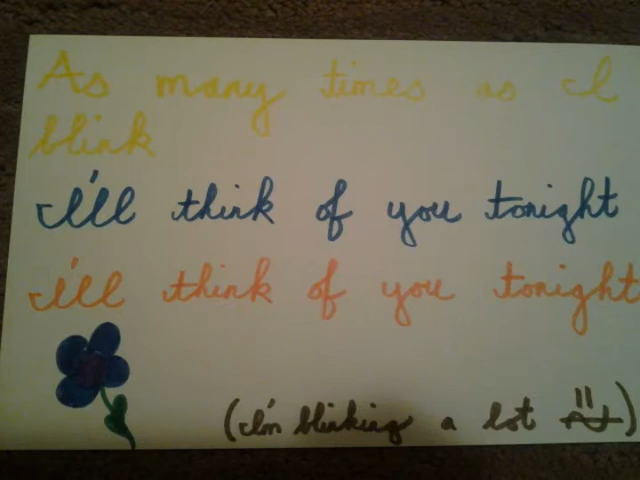 As many times as I
blink
I'll think of you tonight
I'll think of you tonight
(I'm blinking a lot